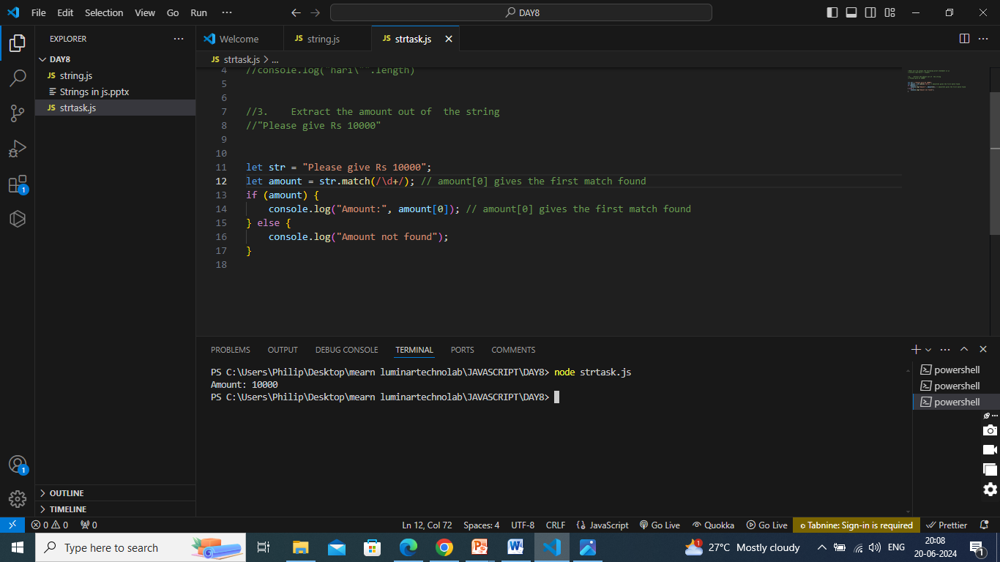 File Edit Selection View Go Run ··· DAY8
EXPLORER ···
DAY8
JS string.js
Strings in js.pptx
JS strtask.js
OUTLINE
TIMELINE
Welcome JS string.js JS strtask.js
JS strtask.js > ...
4 //console.log("hari\"".length)
5
6
7 //3. Extract the amount out of the string
8 //"Please give Rs 10000"
9
10
11 let str = "Please give Rs 10000";
12 let amount = str.match(/\d+/); // amount[0] gives the first match found
13 if (amount) {
14 console.log("Amount:", amount[0]); // amount[0] gives the first match found
15 } else {
16 console.log("Amount not found");
17 }
18
PROBLEMS OUTPUT DEBUG CONSOLE TERMINAL PORTS COMMENTS
PS C:\Users\Philip\Desktop\mearn luminartechnolab\JAVASCRIPT\DAY8> node strtask.js
Amount: 10000
PS C:\Users\Philip\Desktop\mearn luminartechnolab\JAVASCRIPT\DAY8>
powershell
powershell
powershell
1
1
0 0 0 Ln 12, Col 72 Spaces: 4 UTF-8 CRLF JavaScript Go Live Quokka Go Live Tabnine: Sign-in is required Prettier
Type here to search 1 27°C Mostly cloudy ENG 20:08
20-06-2024 1